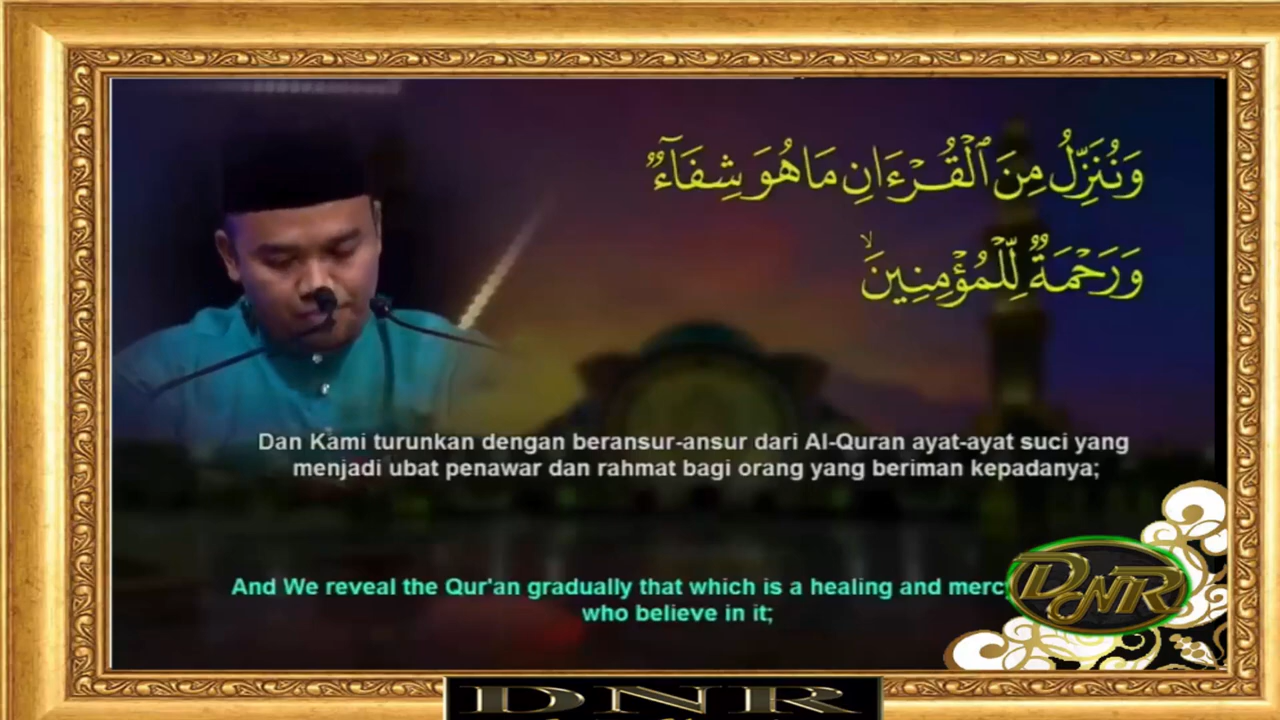 وَنُنَزِّلُ مِنَ ٱلْقُرْءَانِ مَا هُوَ شِفَآءٌ
وَرَحْمَةٌ لِّلْمُؤْمِنِينَ ۙ
Dan Kami turunkan dengan beransur-ansur dari Al-Quran ayat-ayat suci yang
menjadi ubat penawar dan rahmat bagi orang yang beriman kepadanya;
And We reveal the Qur'an gradually that which is a healing and
who believe in it;
DNR
DNR